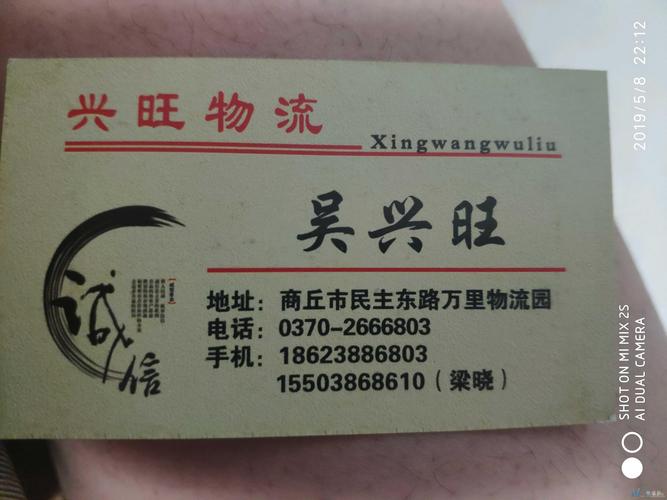 兴旺物流
Xingwangwuliu
吴兴旺
诚信
地址：商丘市民主东路万里物流园
电话：0370-2666803
手机：18623886803
15503868610（梁晓）
2019/5/8 22:12
SHOT ON MI MIX 2S
AI DUAL CAMERA